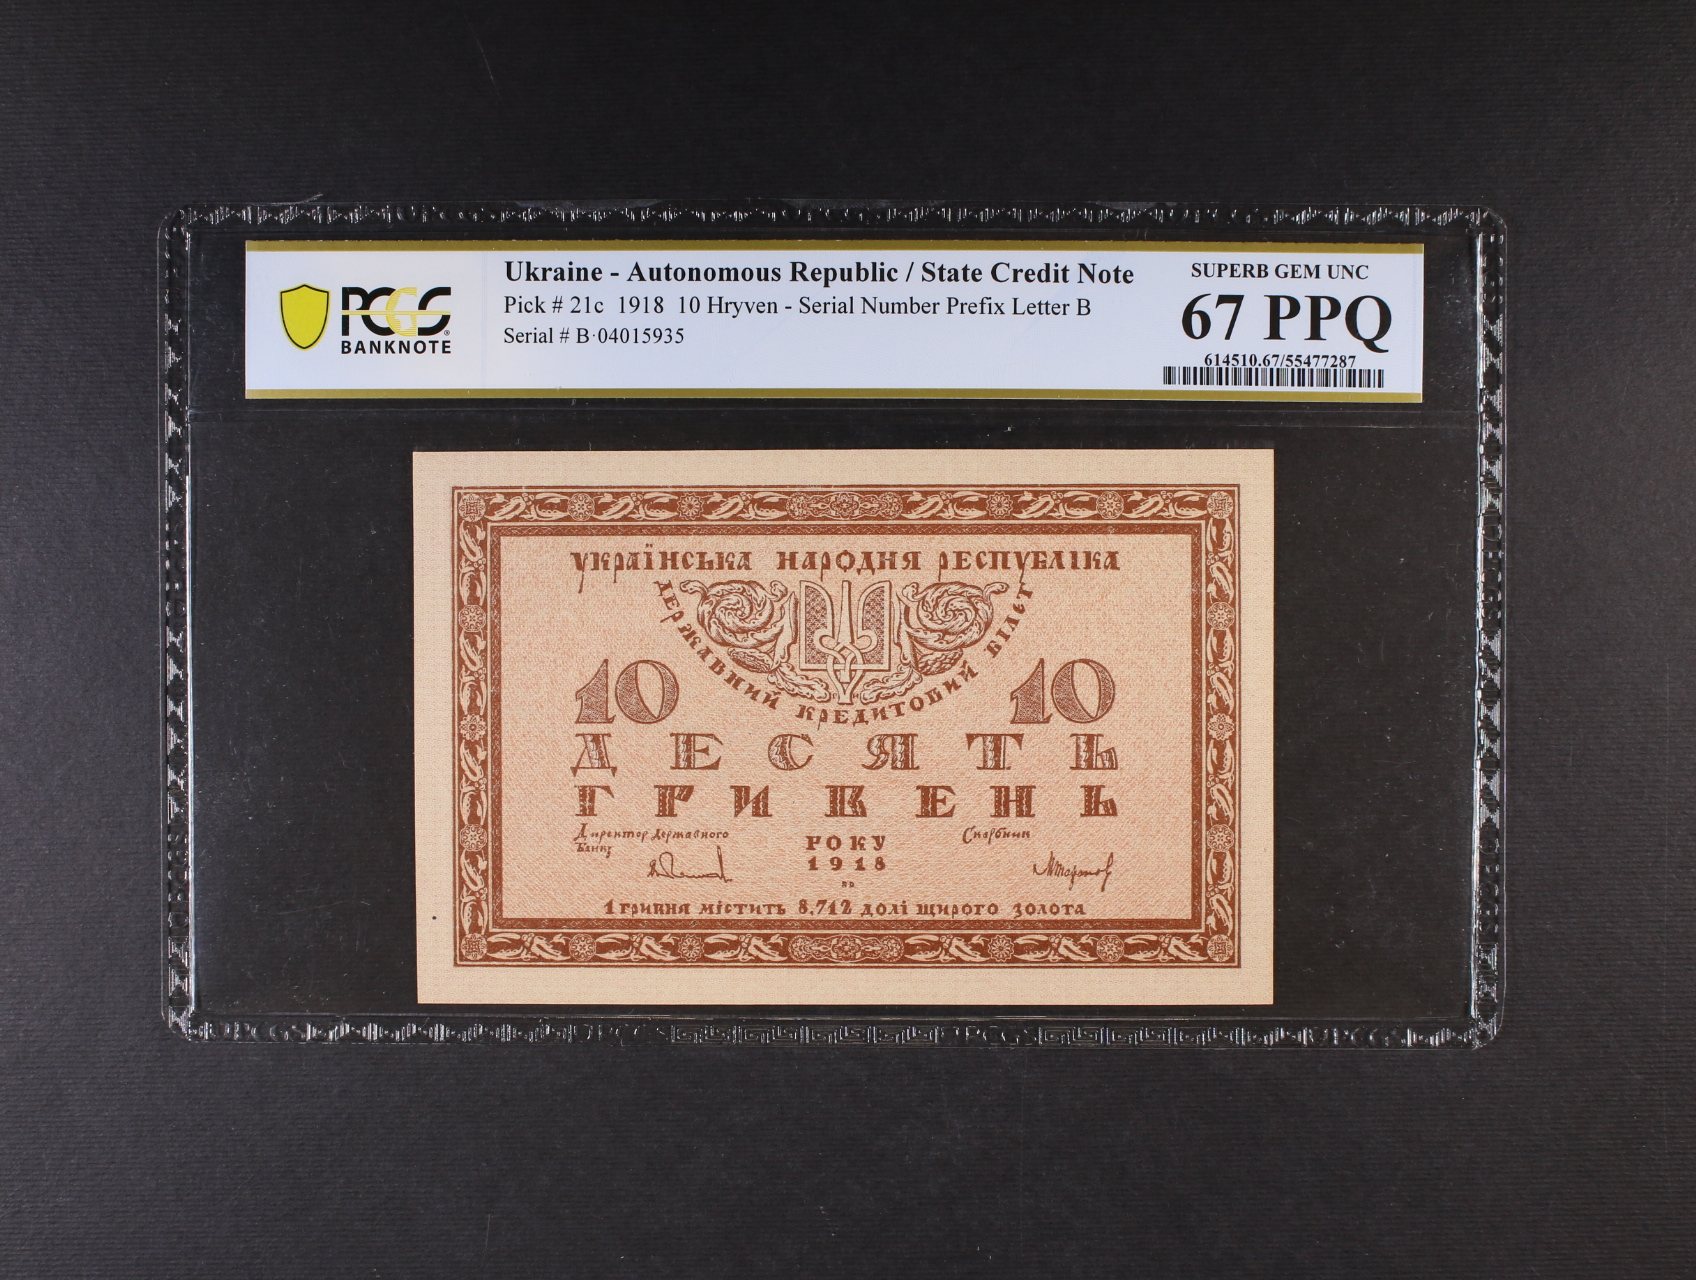 PCGS
BANKNOTE
Ukraine - Autonomous Republic / State Credit Note
Pick # 21c 1918 10 Hryven - Serial Number Prefix Letter B
Serial # B·04015935
SUPERB GEM UNC
67 PPQ
614510.67/55477287
УКРАЇНСЬКА НАРОДНЯ РЕСПУБЛІКА
ДЕРЖАВНИЙ КРЕДИТОВИЙ БІЛЄТ
10 10
ДЕСЯТЬ
ГРИВЕНЬ
Директор Державного
Банку
Скарбник
РОКУ
1918
1 гривня містить 8,712 долі щирого золота